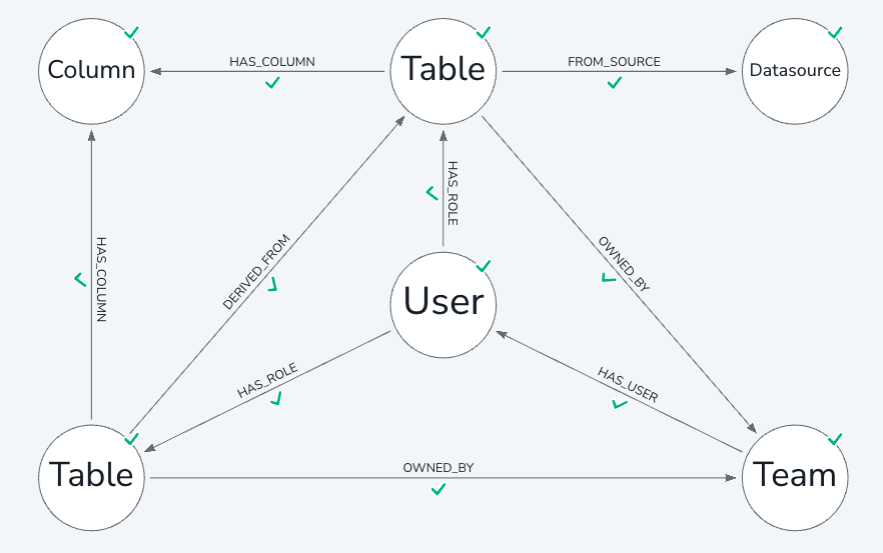 Column
HAS_COLUMN
Table
FROM_SOURCE
Datasource
HAS_ROLE
HAS_COLUMN
DERIVED_FROM
OWNED_BY
User
HAS_ROLE
HAS_USER
Table
OWNED_BY
Team